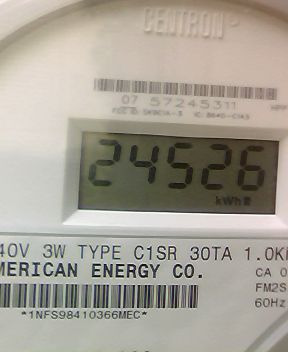 CENTRON
07 57245311
24526
kWh
40V 3W TYPE C1SR 30TA 1.0K
MERICAN ENERGY CO.
CA 0
FM2S
60Hz
*1NFS98410366MEC*